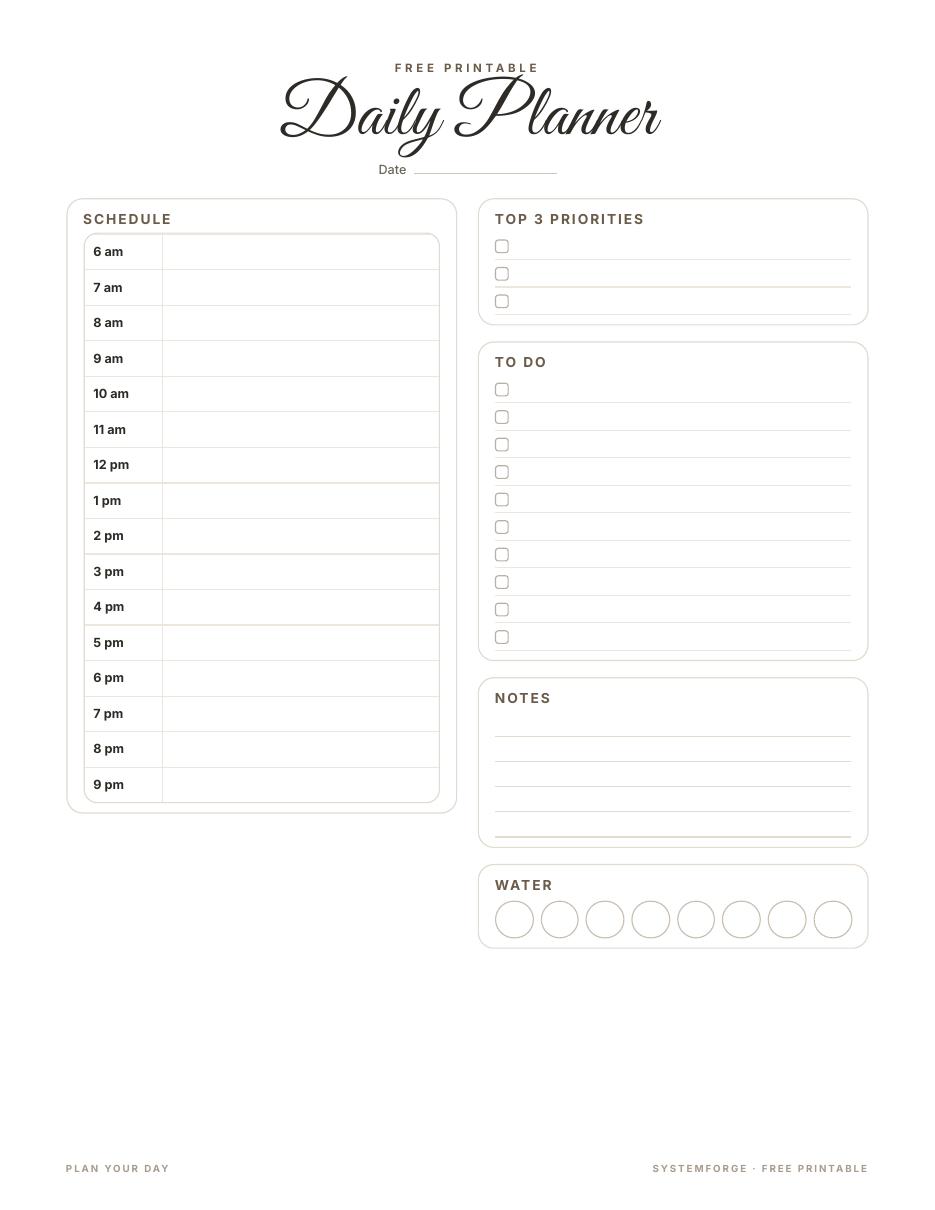 FREE PRINTABLE
Daily Planner
Date
SCHEDULE
6 am
7 am
8 am
9 am
10 am
11 am
12 pm
1 pm
2 pm
3 pm
4 pm
5 pm
6 pm
7 pm
8 pm
9 pm
TOP 3 PRIORITIES
TO DO
NOTES
WATER
PLAN YOUR DAY
SYSTEMFORGE · FREE PRINTABLE